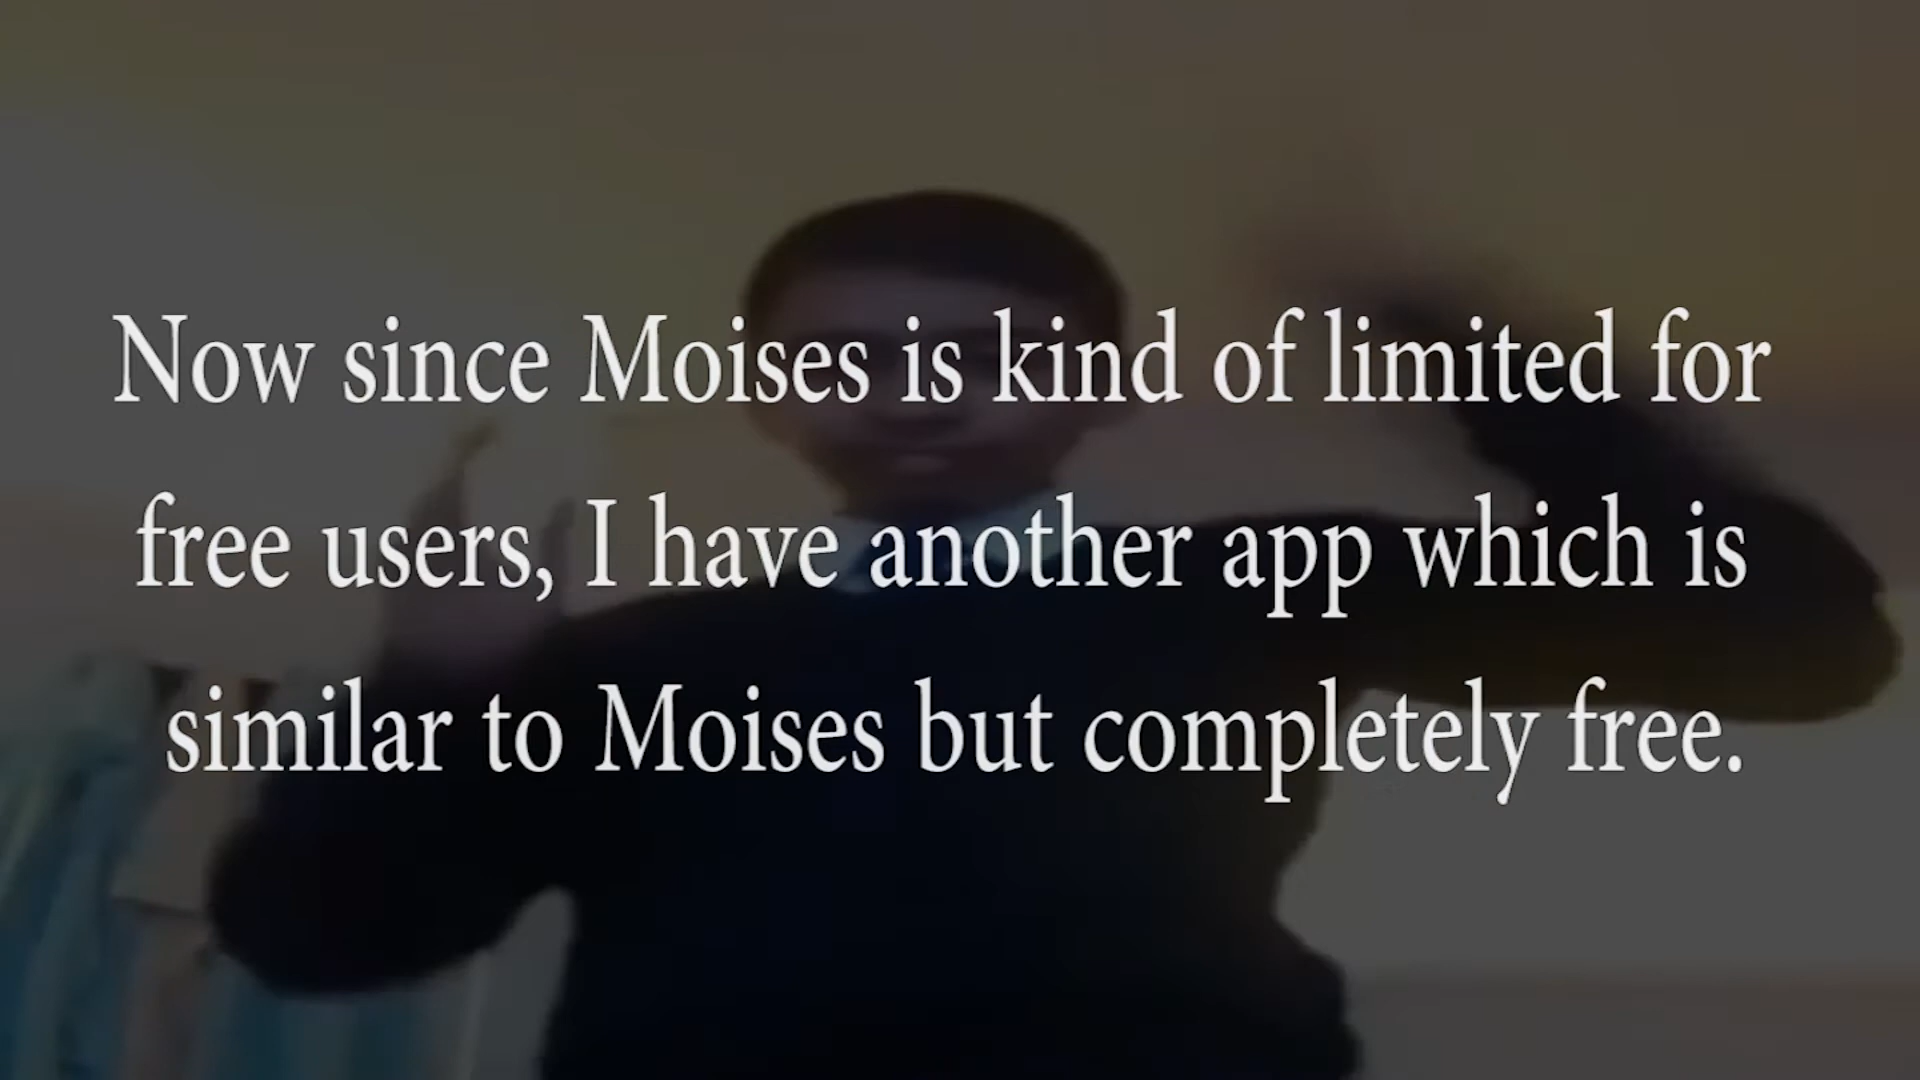 Now since Moises is kind of limited for
free users, I have another app which is
similar to Moises but completely free.